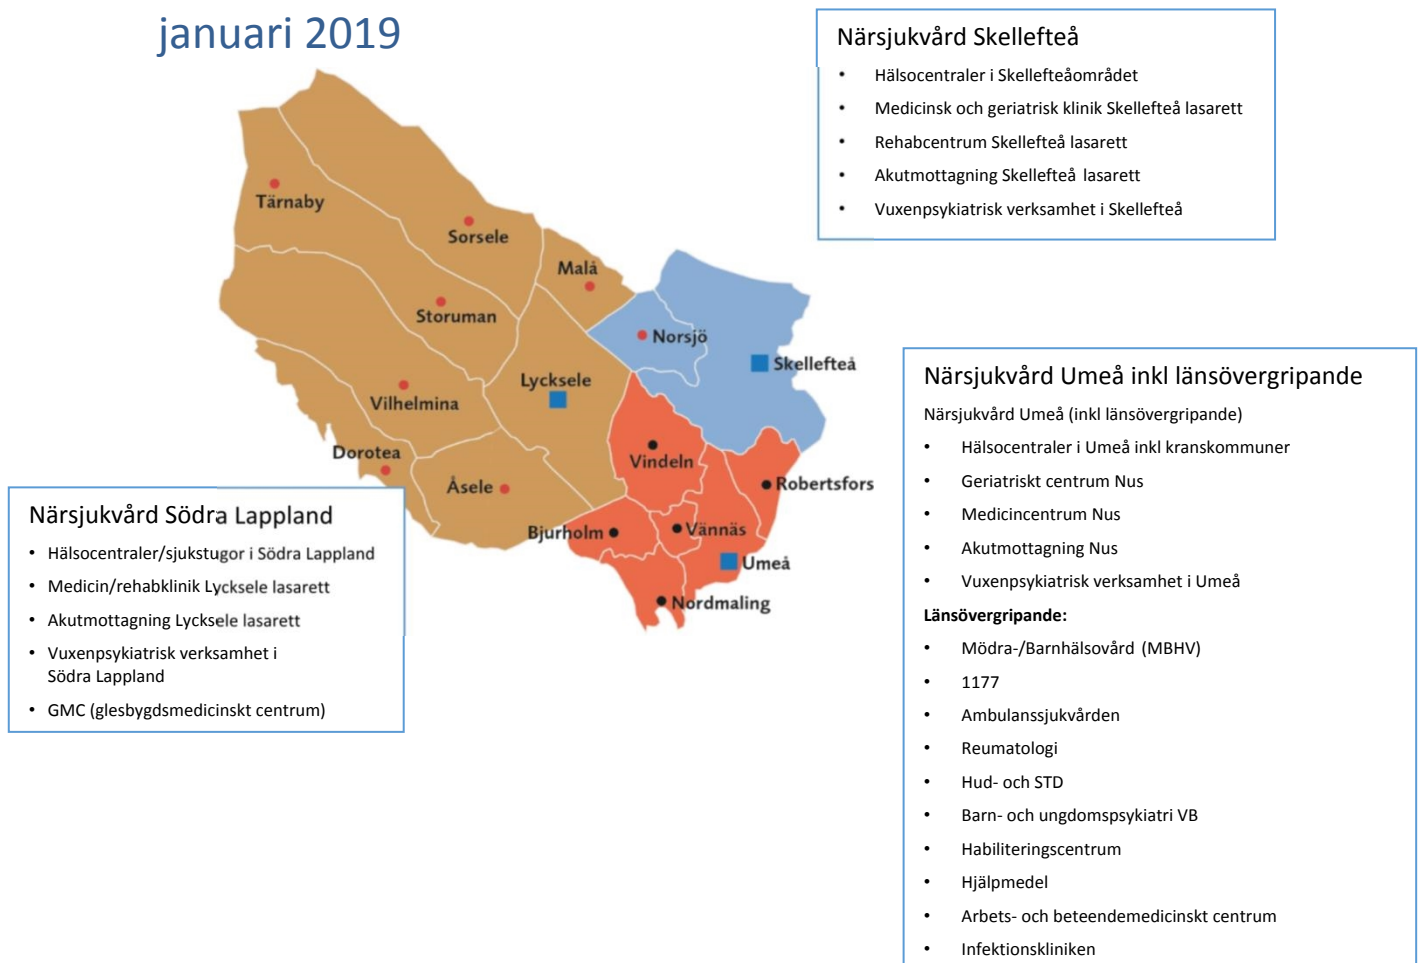 januari 2019
Närsjukvård Skellefteå
• Hälsocentraler i Skellefteåområdet
• Medicinsk och geriatrisk klinik Skellefteå lasarett
• Rehabcentrum Skellefteå lasarett
• Akutmottagning Skellefteå lasarett
• Vuxenpsykiatrisk verksamhet i Skellefteå
Tärnaby
Sorsele
Malå
Storuman
Norsjö
Skellefteå
Lycksele
Vilhelmina
Dorotea
Åsele
Vindeln
Robertsfors
Bjurholm
Vännäs
Umeå
Nordmaling
Närsjukvård Södra Lappland
• Hälsocentraler/sjukstugor i Södra Lappland
• Medicin/rehabklinik Lycksele lasarett
• Akutmottagning Lycksele lasarett
• Vuxenpsykiatrisk verksamhet i
Södra Lappland
• GMC (glesbygdsmedicinskt centrum)
Närsjukvård Umeå inkl länsövergripande
Närsjukvård Umeå (inkl länsövergripande)
• Hälsocentraler i Umeå inkl kranskommuner
• Geriatriskt centrum Nus
• Medicincentrum Nus
• Akutmottagning Nus
• Vuxenpsykiatrisk verksamhet i Umeå
Länsövergripande:
• Mödra-/Barnhälsovård (MBHV)
• 1177
• Ambulanssjukvården
• Reumatologi
• Hud- och STD
• Barn- och ungdomspsykiatri VB
• Habiliteringscentrum
• Hjälpmedel
• Arbets- och beteendemedicinskt centrum
• Infektionskliniken